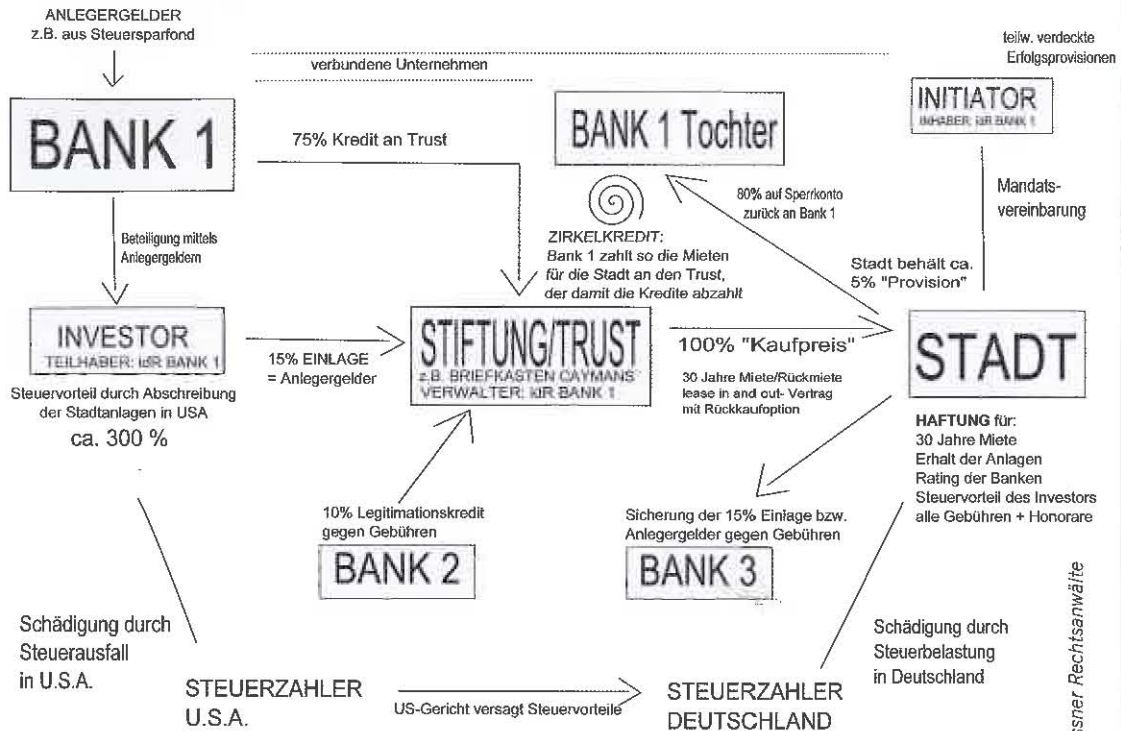 ANLEGERGELDER
z.B. aus Steuersparfond
verbundene Unternehmen
teilw. verdeckte
Erfolgsprovisionen
BANK 1
75% Kredit an Trust
BANK 1 Tochter
INITIATOR
INHABER: idR BANK 1
80% auf Sperrkonto
zurück an Bank 1
Mandats-
vereinbarung
Beteiligung mittels
Anlegergeldern
ZIRKELKREDIT:
Bank 1 zahlt so die Mieten
für die Stadt an den Trust,
der damit die Kredite abzahlt
Stadt behält ca.
5% "Provision"
INVESTOR
TEILHABER: idR BANK 1
15% EINLAGE
= Anlegergelder
STIFTUNG/TRUST
z.B. BRIEFKASTEN CAYMANS
VERWALTER: idR BANK 1
100% "Kaufpreis"
30 Jahre Miete/Rückmiete
lease in and out- Vertrag
mit Rückkaufoption
STADT
Steuervorteil durch Abschreibung
der Stadtanlagen in USA
ca. 300 %
HAFTUNG für:
30 Jahre Miete
Erhalt der Anlagen
Rating der Banken
Steuervorteil des Investors
alle Gebühren + Honorare
10% Legitimationskredit
gegen Gebühren
BANK 2
Sicherung der 15% Einlage bzw.
Anlegergelder gegen Gebühren
BANK 3
Schädigung durch
Steuerausfall
in U.S.A.
STEUERZAHLER
U.S.A.
US-Gericht versagt Steuervorteile
STEUERZAHLER
DEUTSCHLAND
Schädigung durch
Steuerbelastung
in Deutschland
Rechtsanwälte